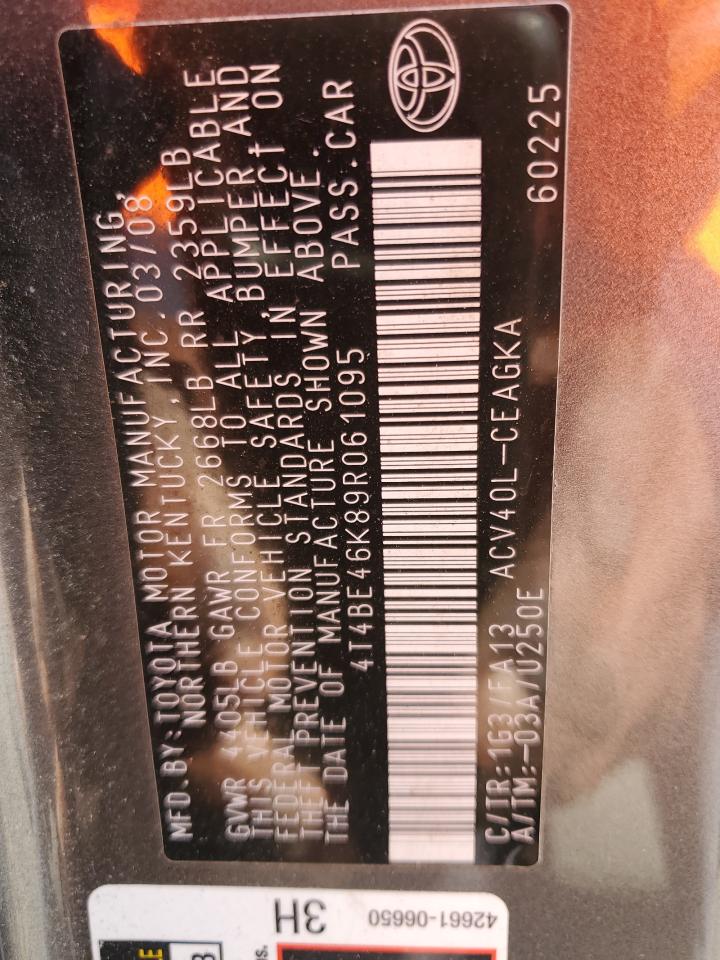 MFD.BY:TOYOTA MOTOR MANUFACTURING,
NORTHERN KENTUCKY,INC.03/08
GVWR 4405LB GAWR FR 2668LB RR 2359LB
THIS VEHICLE CONFORMS TO ALL APPLICABLE
FEDERAL MOTOR VEHICLE SAFETY,BUMPER AND
THEFT PREVENTION STANDARDS IN EFFECT ON
THE DATE OF MANUFACTURE SHOWN ABOVE.
4T4BE46K89R061095 PASS.CAR
ACV40L-CEAGKA
C/TR:1G3/FA13
A/TM:-03A/U250E
60225
3H
42661-06650